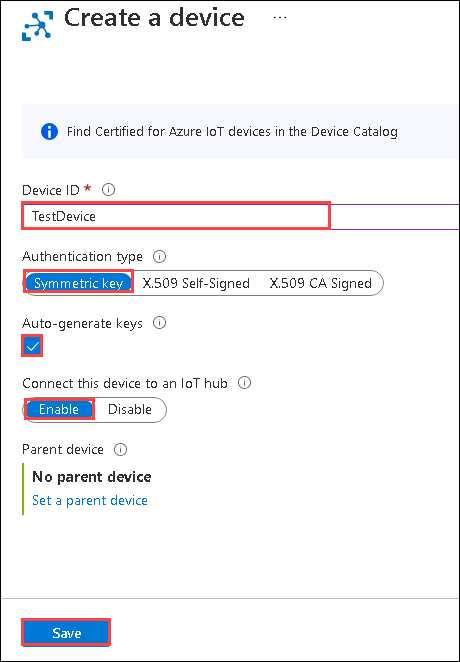 Create a device ...
Find Certified for Azure IoT devices in the Device Catalog
Device ID *
TestDevice
Authentication type
Symmetric key X.509 Self-Signed X.509 CA Signed
Auto-generate keys
Connect this device to an IoT hub
Enable Disable
Parent device
No parent device
Set a parent device
Save